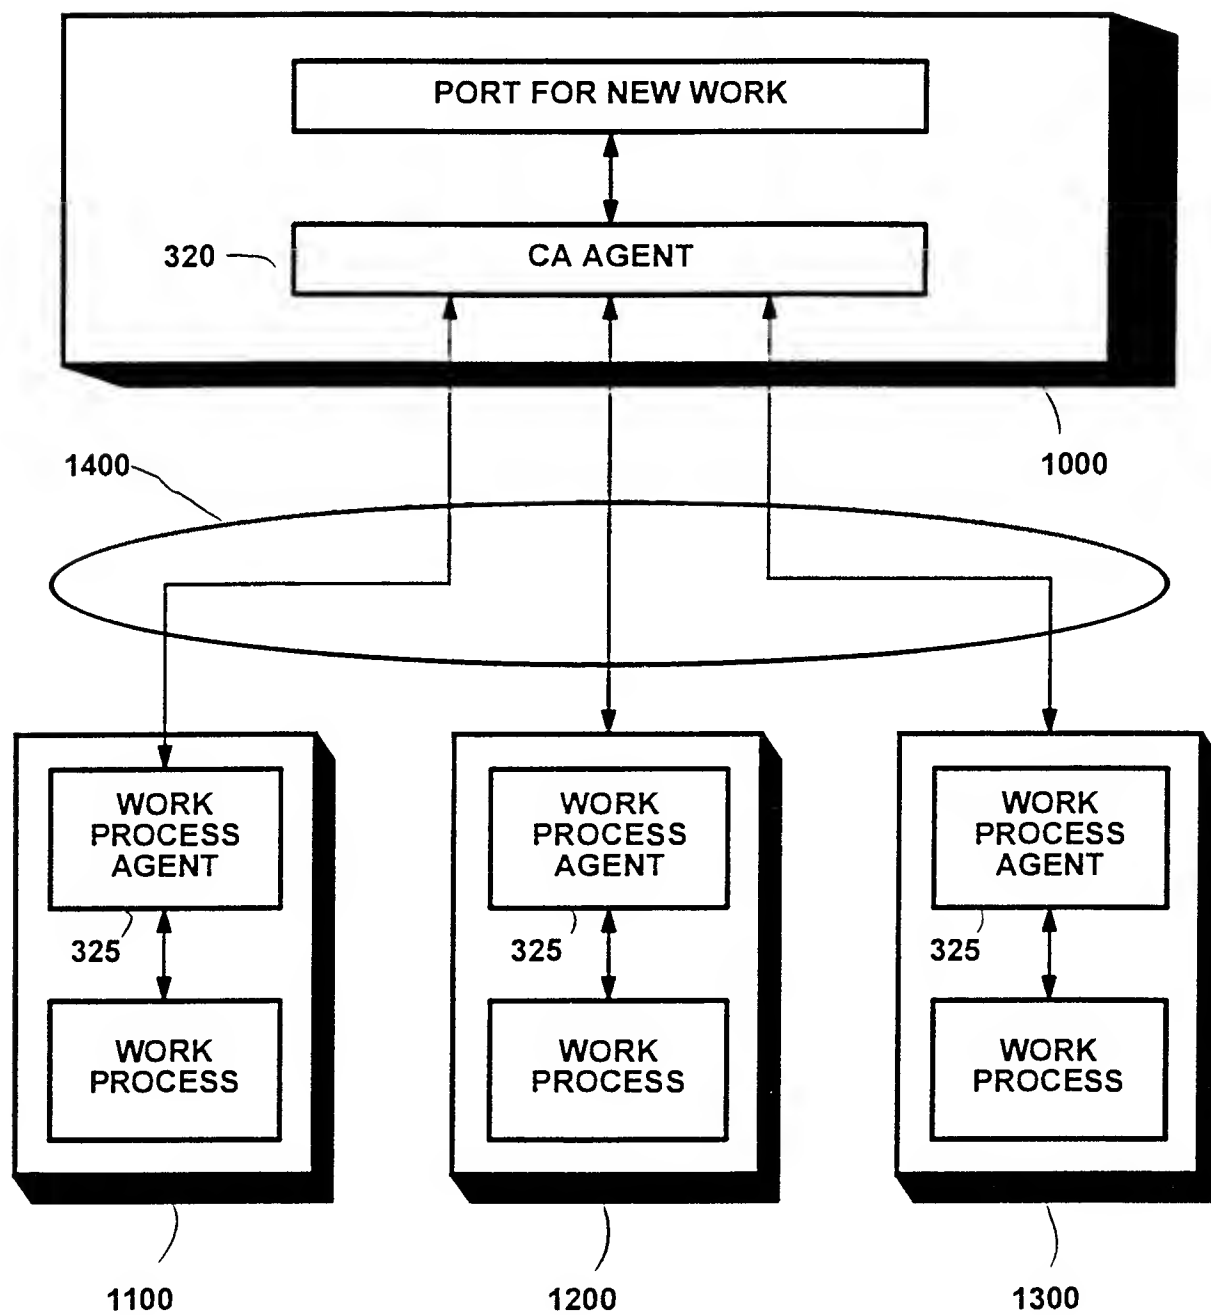 PORT FOR NEW WORK
320
CA AGENT
1400
1000
WORK
PROCESS
AGENT
WORK
PROCESS
AGENT
WORK
PROCESS
AGENT
325
325
325
WORK
PROCESS
WORK
PROCESS
WORK
PROCESS
1100
1200
1300